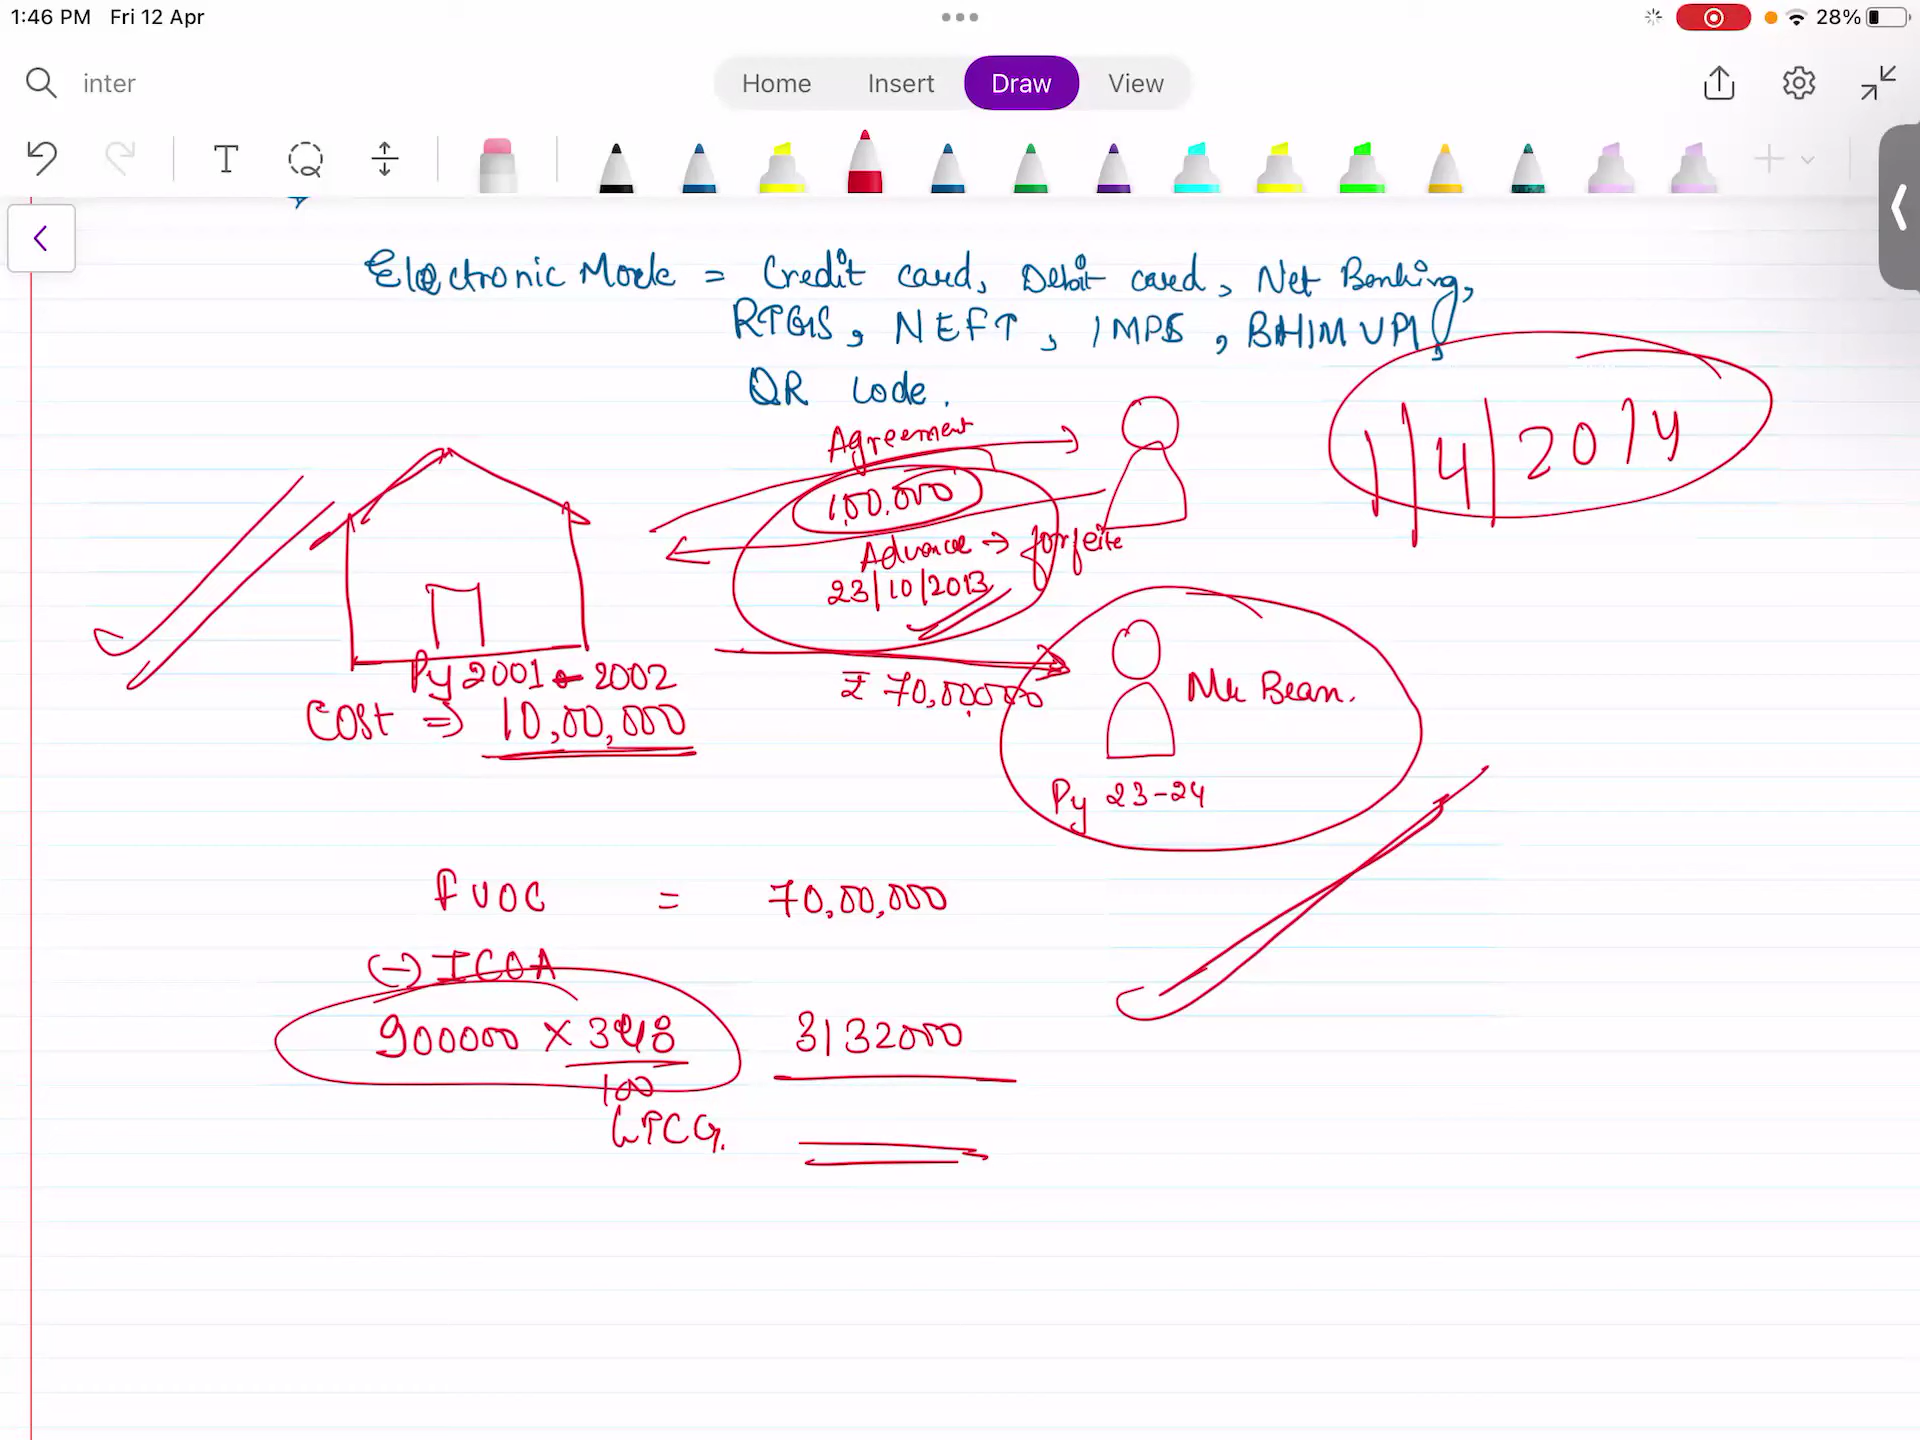 1:46 PM Fri 12 Apr
28%
inter
Home Insert Draw View
T
Electronic Mode = Credit card, Debit card, Net Banking,
RTGS, NEFT, IMPS, BHIM UPI,
QR code.
1/4/2014
Agreement
1,00,000
Advance → forfeite
23/10/2013
PY 2001-2002
Cost ⇒ 10,00,000
₹ 70,00,000
Mr Bean.
PY 23-24
FVOC = 70,00,000
(-) ICOA
900000 × 348 3132000
100
LTCG.